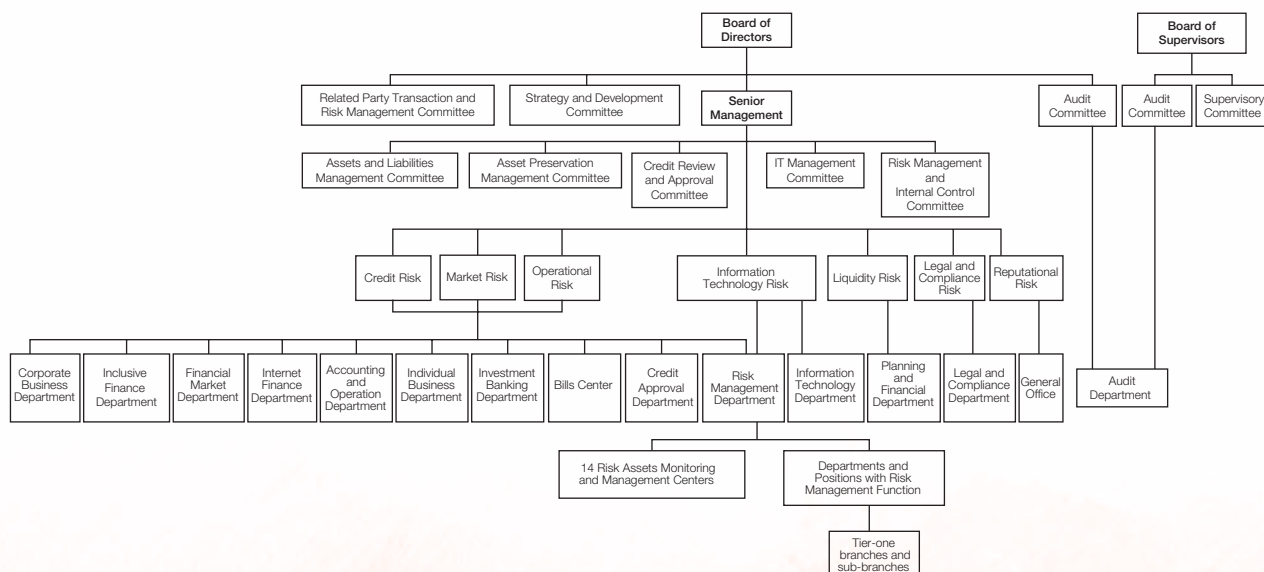 Board of
Directors
Board of
Supervisors
Related Party Transaction and
Risk Management Committee
Strategy and Development
Committee
Senior
Management
Audit
Committee
Audit
Committee
Supervisory
Committee
Assets and Liabilities
Management Committee
Asset Preservation
Management Committee
Credit Review
and Approval
Committee
IT Management
Committee
Risk Management
and
Internal Control
Committee
Credit Risk
Market Risk
Operational
Risk
Information
Technology Risk
Liquidity Risk
Legal and
Compliance
Risk
Reputational
Risk
Corporate
Business
Department
Inclusive
Finance
Department
Financial
Market
Department
Internet
Finance
Department
Accounting
and
Operation
Department
Individual
Business
Department
Investment
Banking
Department
Bills Center
Credit
Approval
Department
Risk
Management
Department
Information
Technology
Department
Planning
and
Financial
Department
Legal and
Compliance
Department
General
Office
Audit
Department
14 Risk Assets Monitoring
and Management Centers
Departments and
Positions with Risk
Management Function
Tier-one
branches and
sub-branches